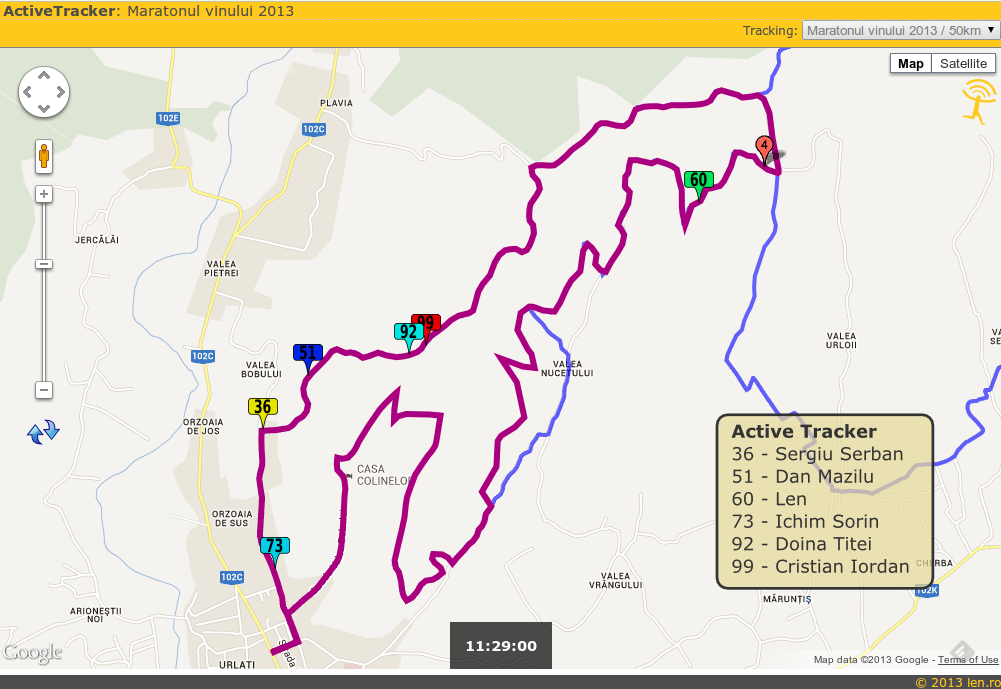 ActiveTracker: Maratonul vinului 2013
Tracking: Maratonul vinului 2013 / 50km
Map Satellite
PLAVIA
102E
102C
4
60
JERCĂLĂI
VALEA
PIETREI
99
92
51
102C
VALEA
BOBULUI
VALEA
NUCETULUI
VALEA
URLOII
VA
SE
36
ORZOAIA
DE JOS
CASA
COLINELOR
Active Tracker
36 - Sergiu Serban
51 - Dan Mazilu
60 - Len
73 - Ichim Sorin
92 - Doina Titei
99 - Cristian Iordan
ORZOAIA
DE SUS
73
102C
CHERBA
102K
VALEA
VRÂNGULUI
MĂRUNȚIȘ
ARIONEȘTII
NOI
11:29:00
Google
URLATI
Map data ©2013 Google - Terms of Use
© 2013 len.ro